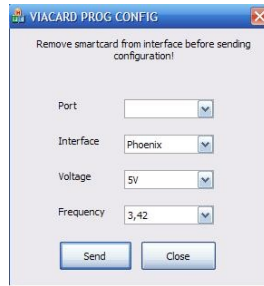 VIACARD PROG CONFIG
Remove smartcard from interface before sending
configuration!
Port
Interface Phoenix
Voltage 5V
Frequency 3,42
Send Close